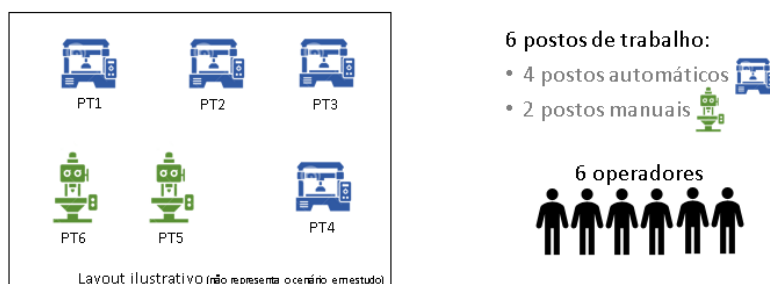 PT1 PT2 PT3
PT6 PT5 PT4
Layout ilustrativo (não representa o cenário em estudo)
6 postos de trabalho:
• 4 postos automáticos
• 2 postos manuais
6 operadores